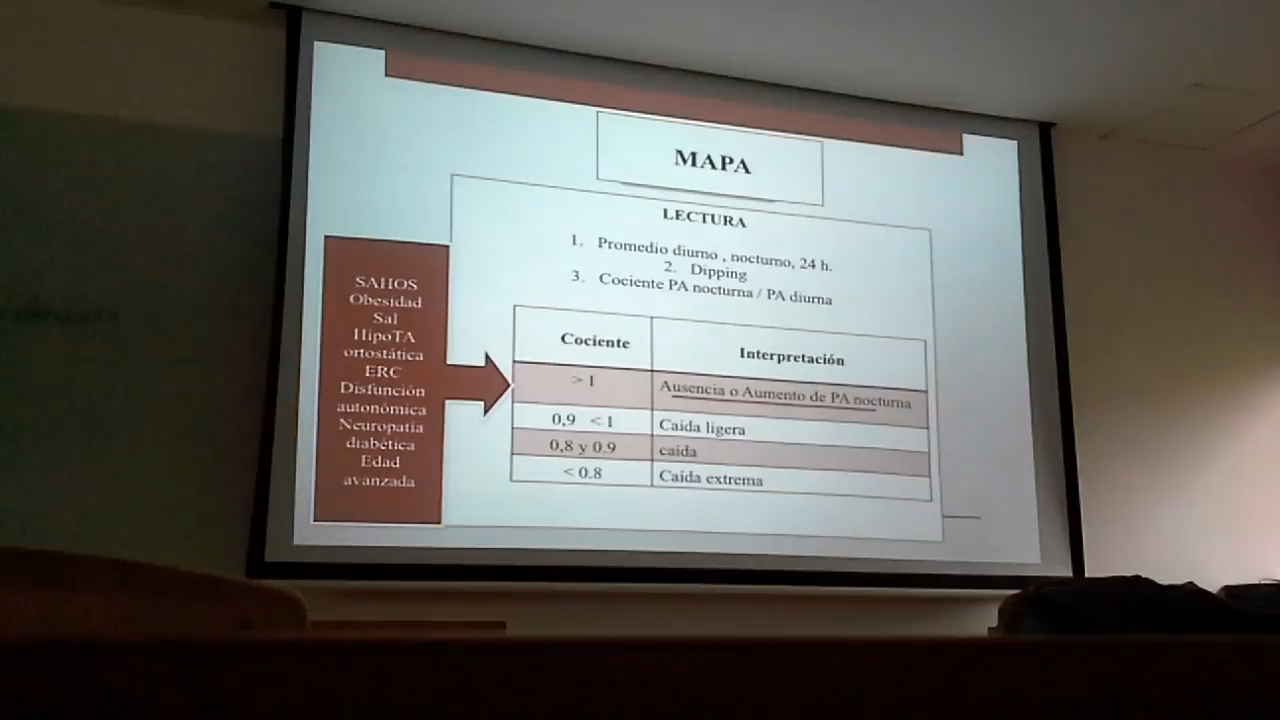 MAPA
LECTURA
1. Promedio diurno , nocturno, 24 h.
2. Dipping
3. Cociente PA nocturna / PA diurna
SAHOS
Obesidad
Sal
HipoTA
ortostática
ERC
Disfunción
autonómica
Neuropatía
diabética
Edad
avanzada
Cociente Interpretación
> 1 Ausencia o Aumento de PA nocturna
0,9 < 1 Caída ligera
0,8 y 0.9 caída
< 0.8 Caída extrema